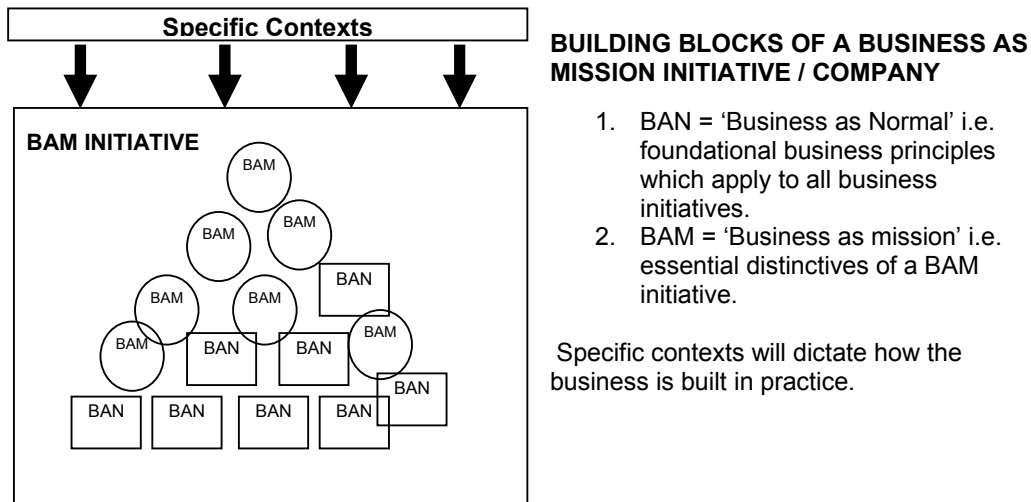 Specific Contexts
BAM INITIATIVE
BAM
BAM
BAM
BAN
BAM
BAM
BAM
BAN
BAN
BAM
BAN
BAN
BAN
BAN
BAN
BUILDING BLOCKS OF A BUSINESS AS
MISSION INITIATIVE / COMPANY
1. BAN = ‘Business as Normal’ i.e.
foundational business principles
which apply to all business
initiatives.
2. BAM = ‘Business as mission’ i.e.
essential distinctives of a BAM
initiative.
Specific contexts will dictate how the
business is built in practice.